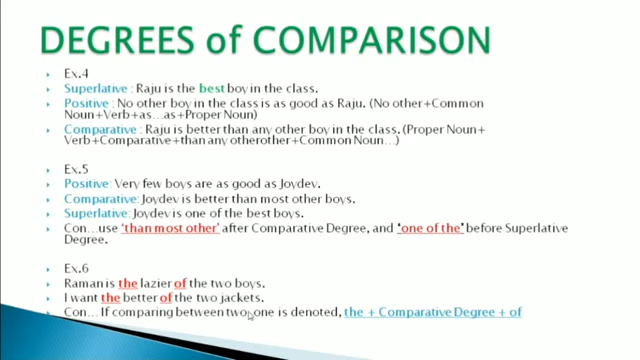 DEGREES of COMPARISON
Ex.4
Superlative : Raju is the best boy in the class.
Positive : No other boy in the class is as good as Raju. (No other+Common
Noun+Verb+as...as+Proper Noun)
Comparative : Raju is better than any other boy in the class. (Proper Noun+
Verb+Comparative+than any otherother+Common Noun...)
Ex.5
Positive: Very few boys are as good as Joydev.
Comparative: Joydev is better than most other boys.
Superlative: Joydev is one of the best boys.
Con...use ‘than most other’ after Comparative Degree, and ‘one of the’ before Superlative
Degree.
Ex.6
Raman is the lazier of the two boys.
I want the better of the two jackets.
Con... If comparing between two one is denoted, the + Comparative Degree + of